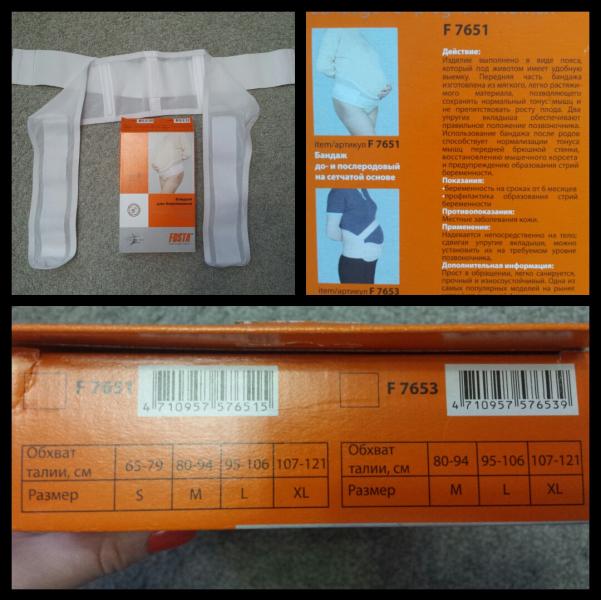 FOSTA
F 7651
Действие:
Изделие выполнено в виде пояса,
который под животом имеет удобную
выемку. Передняя часть бандажа
изготовлена из мягкого, легко растяжи-
мого материала, позволяющего
сохранять нормальный тонус мышц и
не препятствовать росту плода. Два
упругих вкладыша обеспечивают
правильное положение позвоночника.
Использование бандажа после родов
способствует нормализации тонуса
мышц передней брюшной стенки,
восстановлению мышечного корсета
и предупреждению образования стрий
беременности.
Показания:
•беременность на сроках от 6 месяцев
•профилактика образования стрий
беременности
Противопоказания:
Местные заболевания кожи.
Применение:
Надевается непосредственно на тело;
сдвигая упругие вкладыши, можно
установить их на требуемом уровне
позвоночника.
Дополнительная информация:
Прост в обращении, легко санируется,
прочный и износоустойчивый. Одна из
самых популярных моделей на рынке
item/артикул F 7651
Бандаж
до- и послеродовый
на сетчатой основе
item/артикул F 7653
F 7651
4 710957 576515
F 7653
4 710957 576539
Обхват талии, см 65-79 80-94 95-106 107-121
Размер S M L XL
Обхват талии, см 80-94 95-106 107-121
Размер M L XL